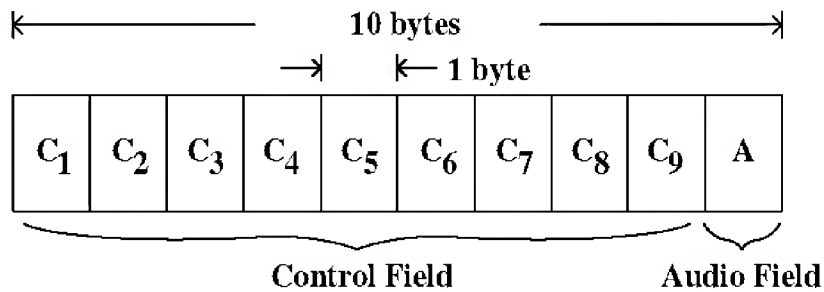 10 bytes
1 byte
C1 C2 C3 C4 C5 C6 C7 C8 C9 A
Control Field Audio Field